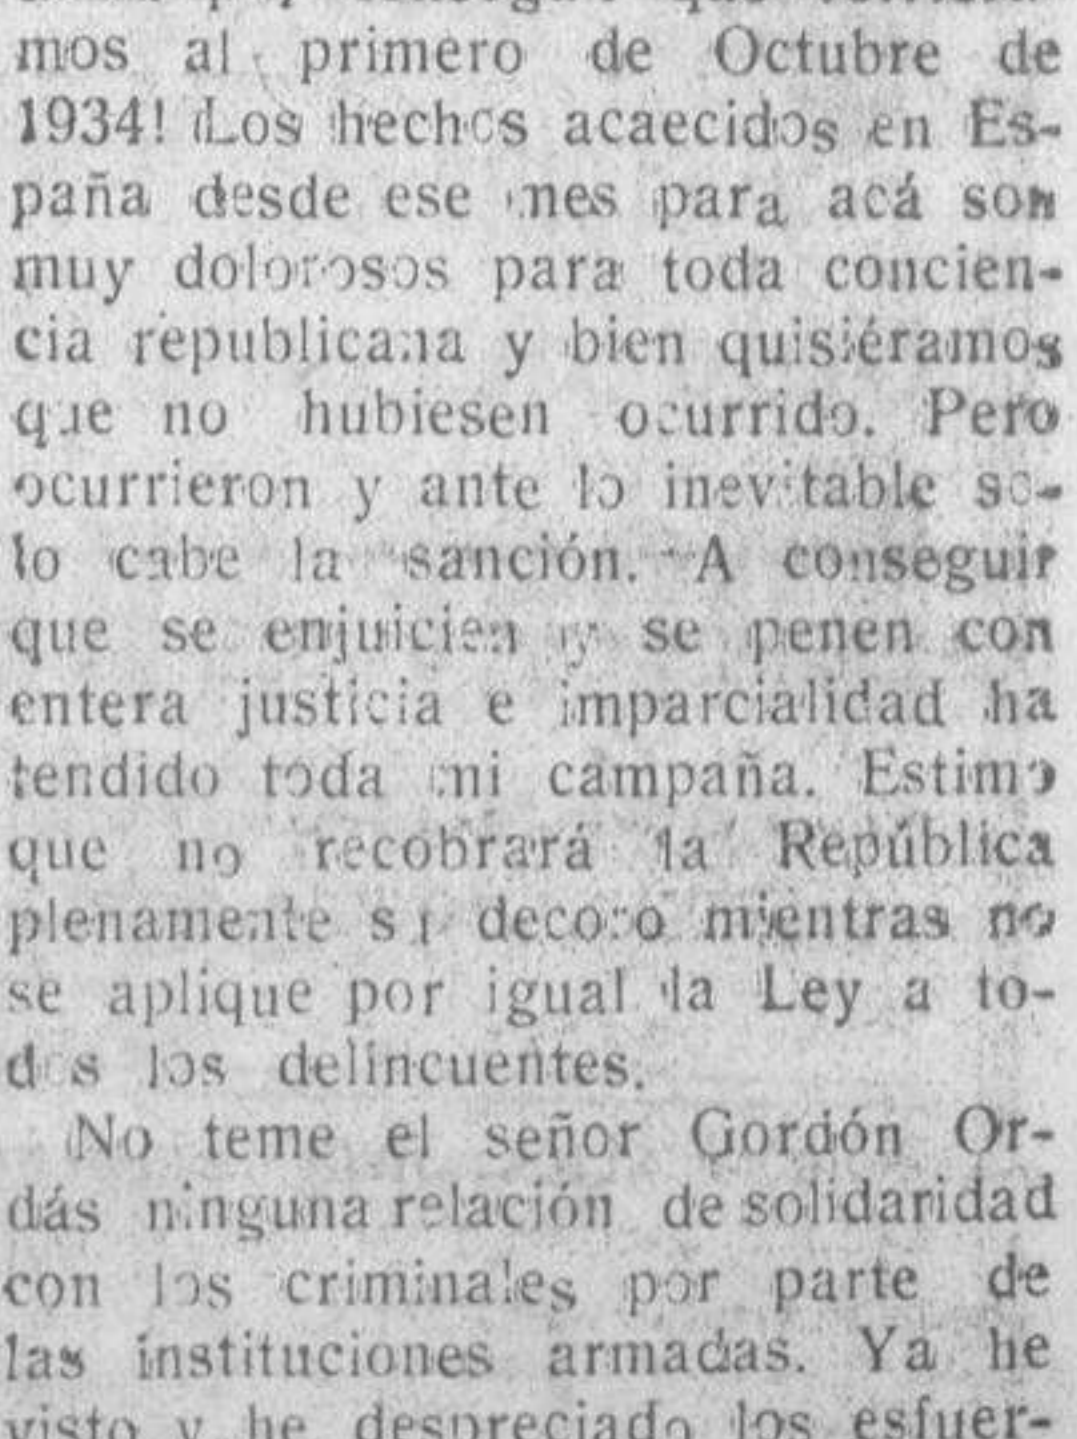 mos al primero de Octubre de
1934! ¡Los hechos acaecidos en Es-
paña desde ese mes para acá son
muy dolorosos para toda concien-
cia republicana y bien quisiéramos
que no hubiesen ocurrido. Pero
ocurrieron y ante lo inevitable so-
lo cabe la sanción. A conseguir
que se enjuicien y se penen con
entera justicia e imparcialidad ha
tendido toda mi campaña. Estimo
que no recobrará la República
plenamente su decoro mientras no
se aplique por igual la Ley a to-
dos los delincuentes.
No teme el señor Gordón Or-
dás ninguna relación de solidaridad
con los criminales por parte de
las instituciones armadas. Ya he
visto y he despreciado los esfuer-